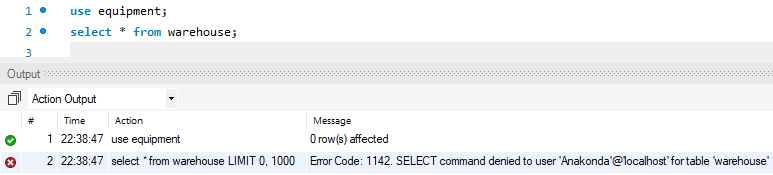 1 use equipment;
2 select * from warehouse;
3
Output
Action Output
# Time Action Message
1 22:38:47 use equipment 0 row(s) affected
2 22:38:47 select * from warehouse LIMIT 0, 1000 Error Code: 1142. SELECT command denied to user 'Anakonda'@'localhost' for table 'warehouse'